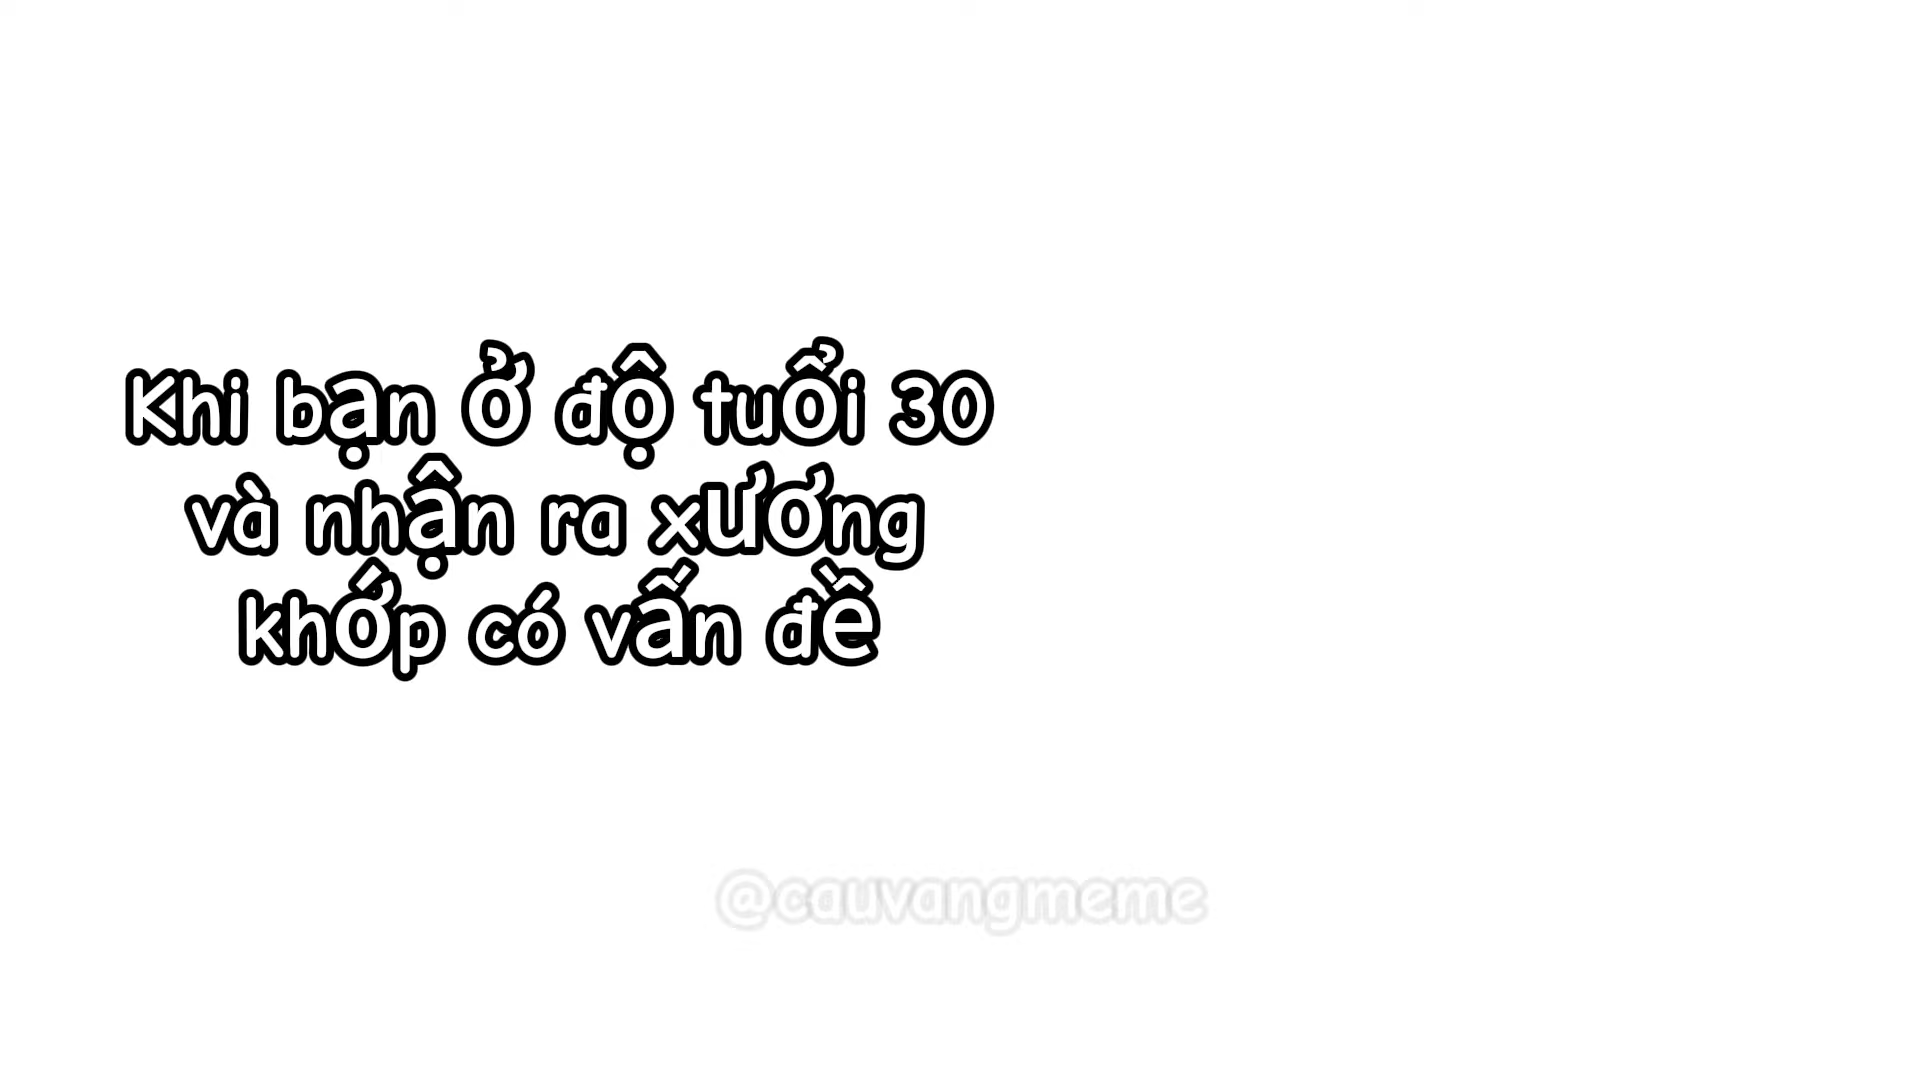 Khi bạn ở độ tuổi 30
và nhận ra xương
khớp có vấn đề
@cauvangmeme